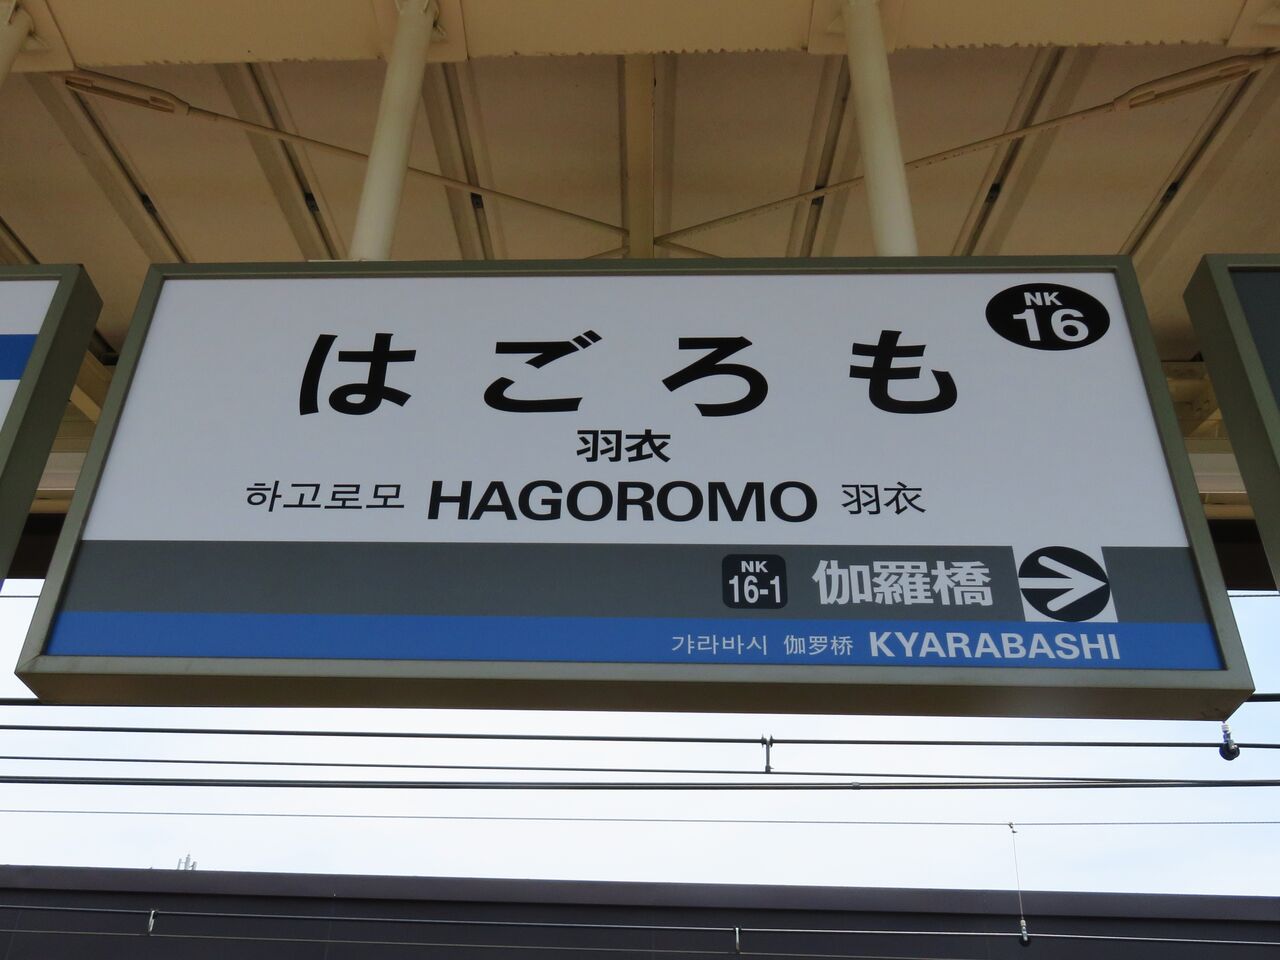 NK
16
はごろも
羽衣
하고로모 HAGOROMO 羽衣
NK
16-1 伽羅橋
갸라바시 伽罗桥 KYARABASHI